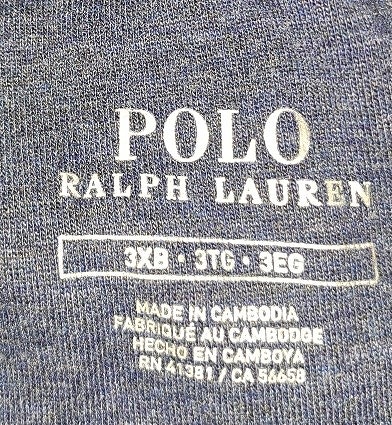 POLO
RALPH LAUREN
3XB • 3TG • 3EG
MADE IN CAMBODIA
FABRIQUÉ AU CAMBODGE
HECHO EN CAMBOYA
RN 41381 / CA 56658